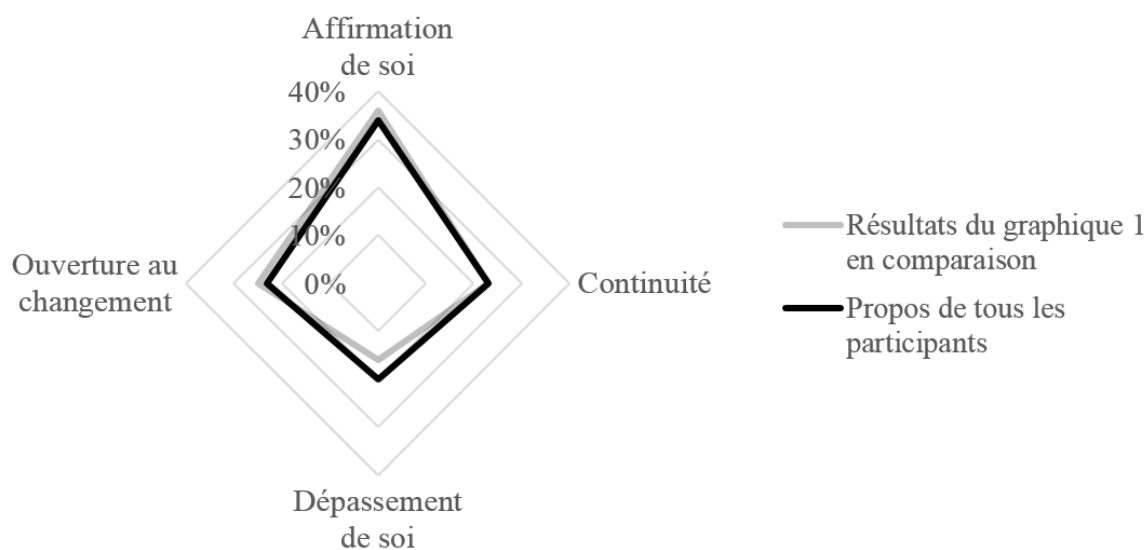 Affirmation
de soi
40%
30%
20%
10%
0%
Ouverture au
changement
Continuité
Dépassement
de soi
Résultats du graphique 1
en comparaison
Propos de tous les
participants